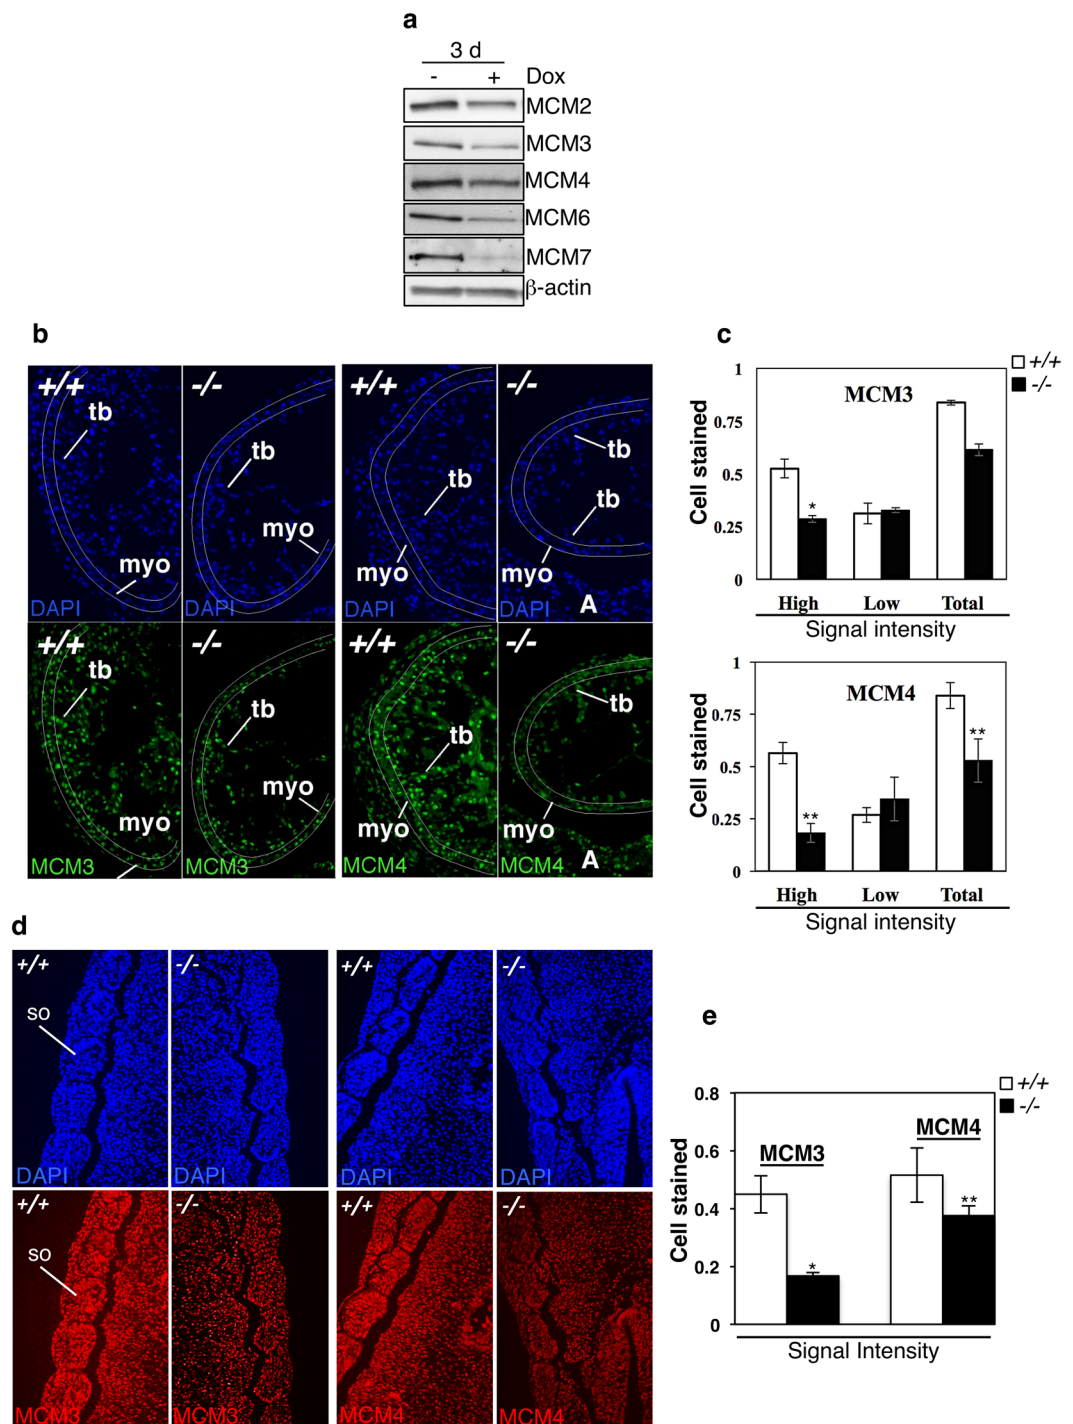 a
3 d
- + Dox
MCM2
MCM3
MCM4
MCM6
MCM7
β-actin
b
+/+ -/- +/+ -/-
tb tb tb tb
tb
myo myo myo myo
DAPI DAPI DAPI DAPI
A
+/+ -/- +/+ -/-
tb tb tb tb
myo myo myo myo
MCM3 MCM3 MCM4 MCM4
A
c
+/+
-/-
MCM3
Cell stained
1
0.75
0.5
0.25
0
*
High Low Total
Signal intensity
MCM4
Cell stained
1
0.75
0.5
0.25
0
** **
High Low Total
Signal intensity
d
+/+ -/- +/+ -/-
so
DAPI DAPI DAPI DAPI
+/+ -/- +/+ -/-
so
MCM3 MCM3 MCM4 MCM4
e
+/+
-/-
MCM3 MCM4
Cell stained
0.8
0.6
0.4
0.2
0
* **
Signal Intensity